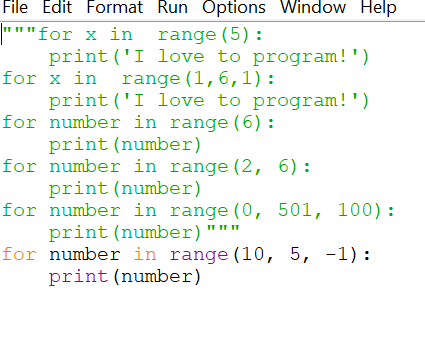 File Edit Format Run Options Window Help
"""for x in  range(5):
    print('I love to program!')
for x in  range(1,6,1):
    print('I love to program!')
for number in range(6):
    print(number)
for number in range(2, 6):
    print(number)
for number in range(0, 501, 100):
    print(number)"""
for number in range(10, 5, -1):
    print(number)